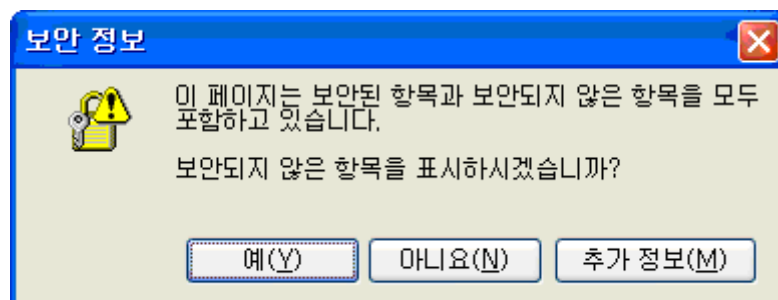 보안 정보
이 페이지는 보안된 항목과 보안되지 않은 항목을 모두
포함하고 있습니다.
보안되지 않은 항목을 표시하시겠습니까?
예(Y) 아니요(N) 추가 정보(M)